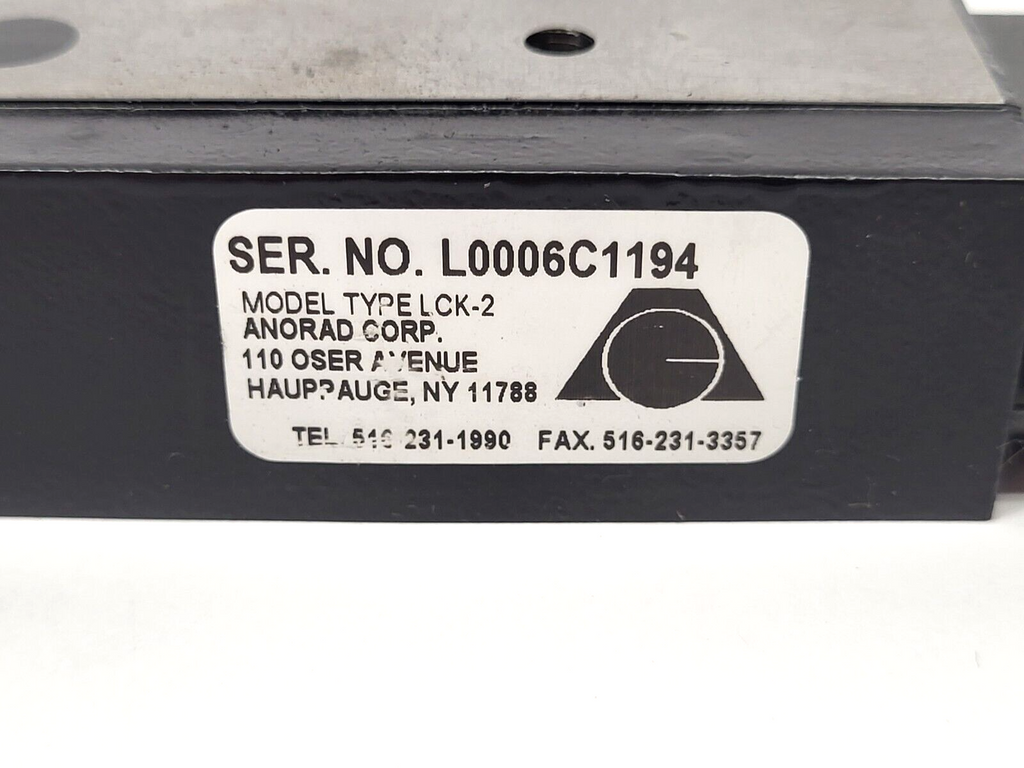 SER. NO. L0006C1194
MODEL TYPE LCK-2
ANORAD CORP.
110 OSER AVENUE
HAUPPAUGE, NY 11788
TEL. 516-231-1990 FAX. 516-231-3357